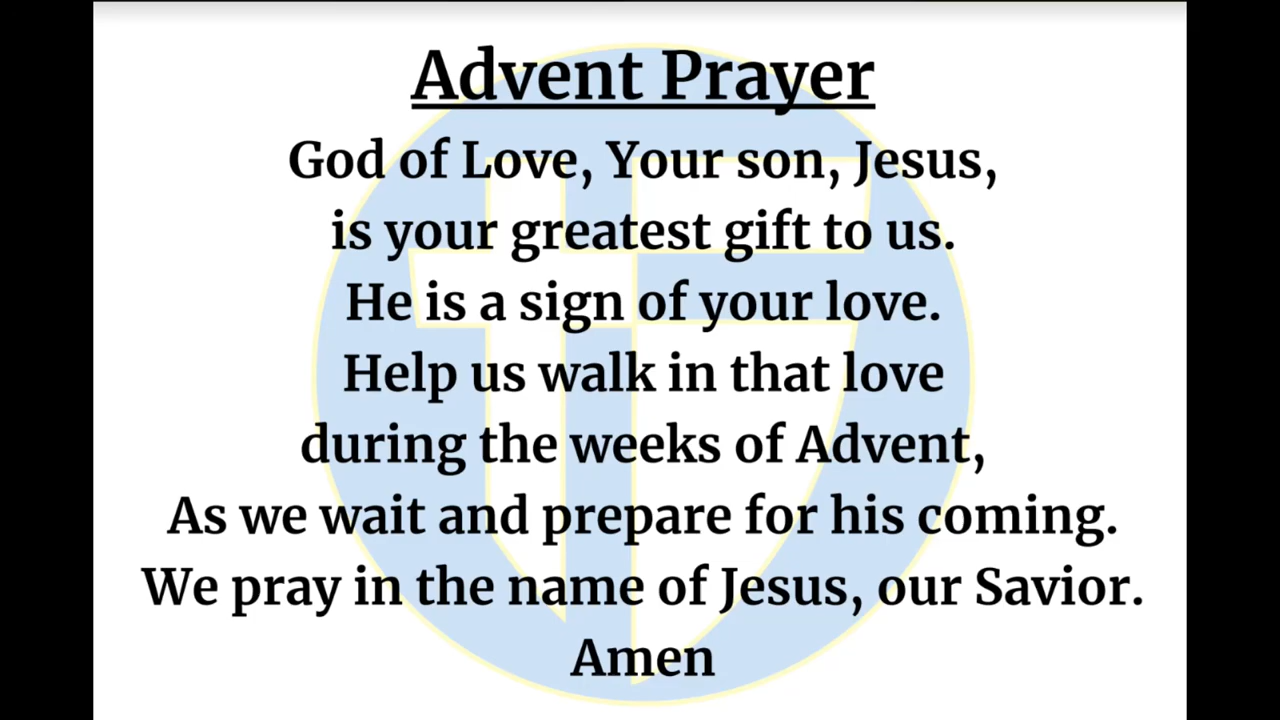 Advent Prayer
God of Love, Your son, Jesus,
is your greatest gift to us.
He is a sign of your love.
Help us walk in that love
during the weeks of Advent,
As we wait and prepare for his coming.
We pray in the name of Jesus, our Savior.
Amen